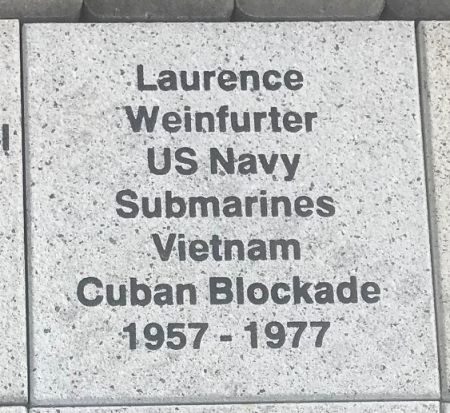 Laurence
Weinfurter
US Navy
Submarines
Vietnam
Cuban Blockade
1957 - 1977